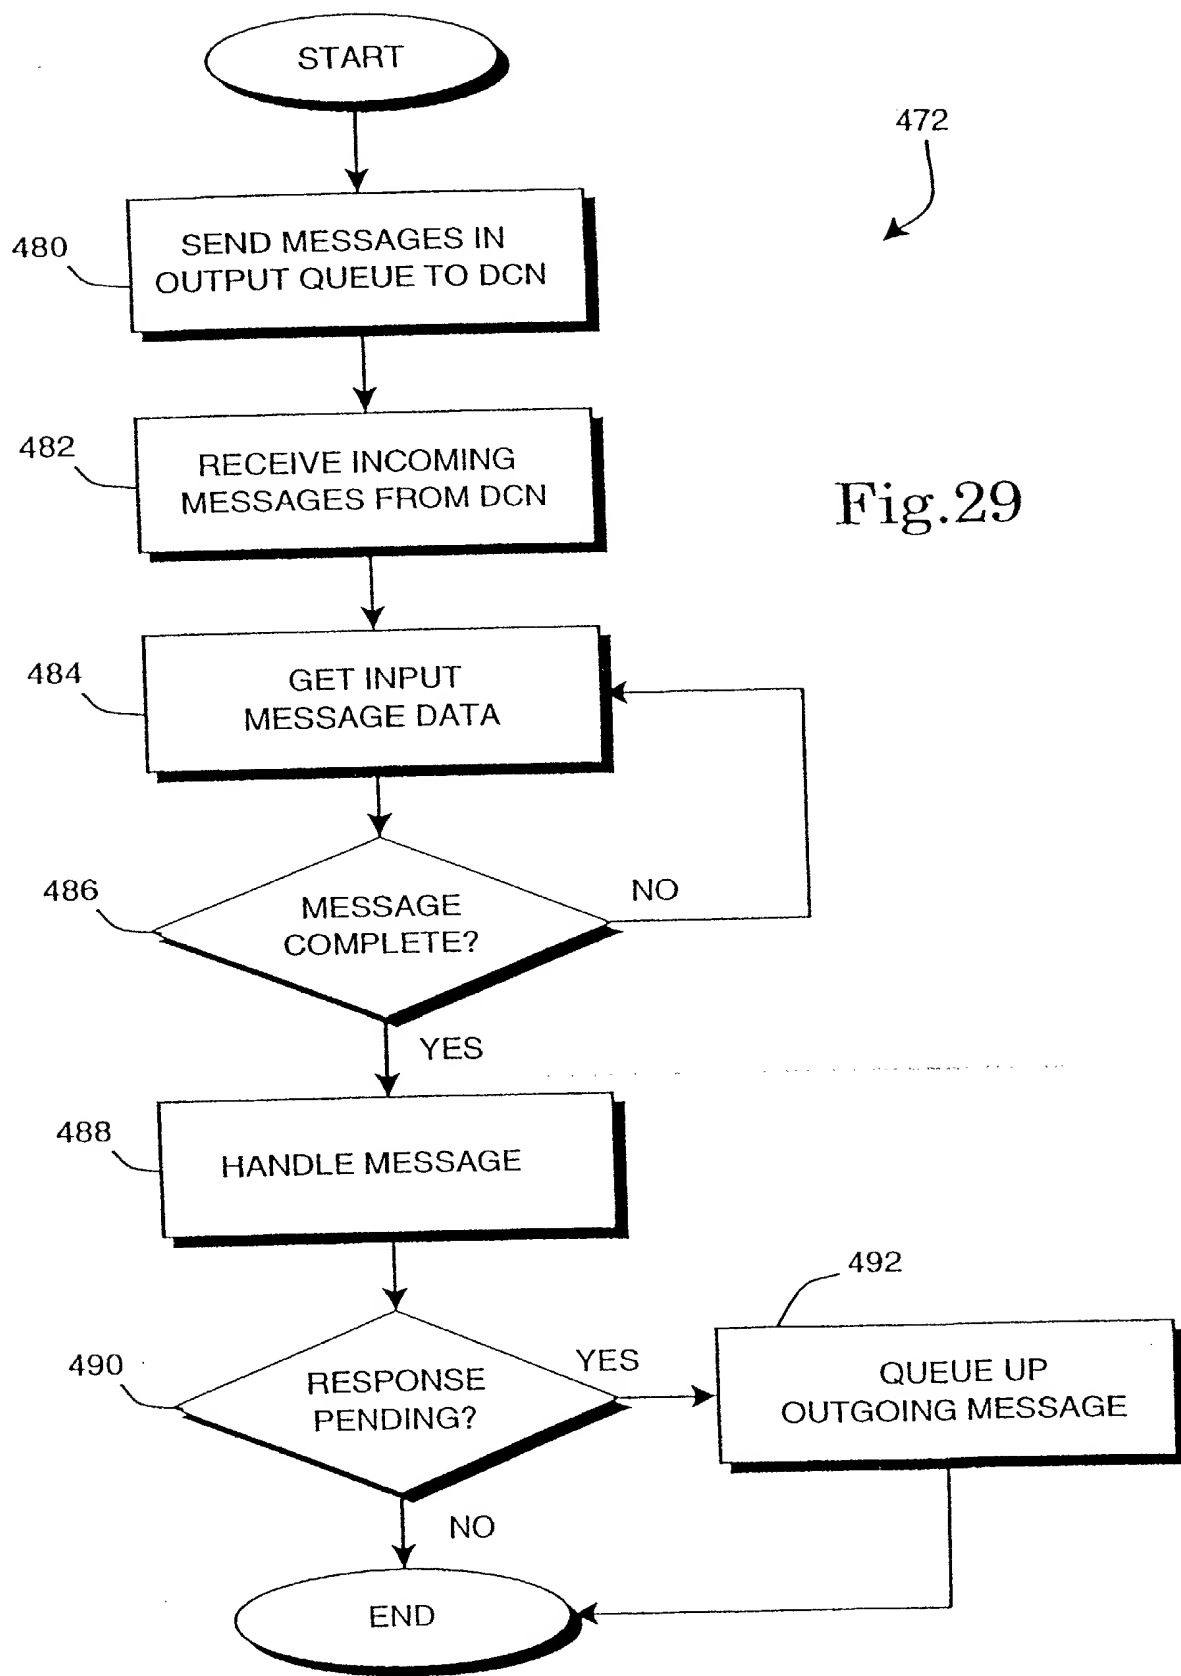 START
472
480
SEND MESSAGES IN
OUTPUT QUEUE TO DCN
482
RECEIVE INCOMING
MESSAGES FROM DCN
Fig.29
484
GET INPUT
MESSAGE DATA
486
MESSAGE
COMPLETE?
NO
YES
488
HANDLE MESSAGE
492
490
RESPONSE
PENDING?
YES
QUEUE UP
OUTGOING MESSAGE
NO
END